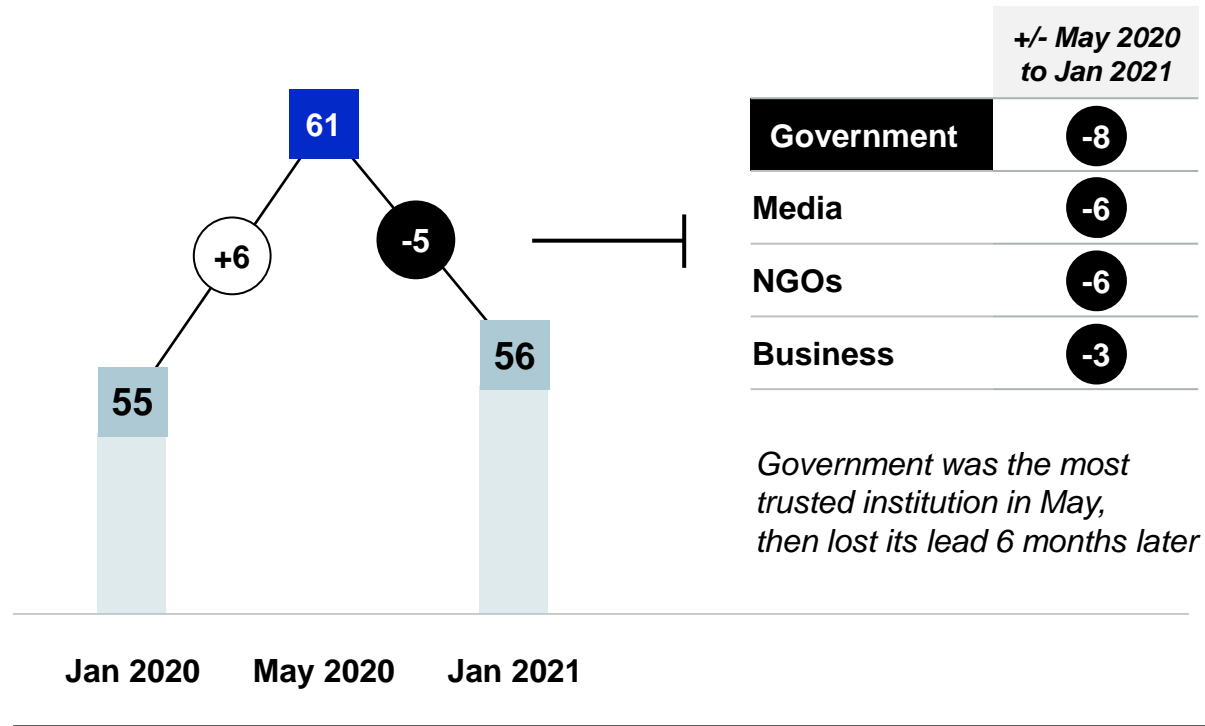 61
+6
-5
55
56
Jan 2020 May 2020 Jan 2021
+/- May 2020
to Jan 2021
Government -8
Media -6
NGOs -6
Business -3
Government was the most
trusted institution in May,
then lost its lead 6 months later